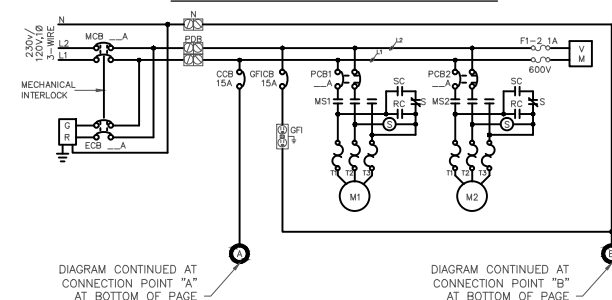 230v/
120V,1Ø
3-WIRE
N
L2
L1
MCB __A
N
PDB
L2
L1
F1-2 1A
600V
V
M
MECHANICAL
INTERLOCK
CCB
15A
GFICB
15A
PCB1
__A
SC
RC
S
MS1
S
PCB2
__A
SC
RC
S
MS2
S
G
R
ECB __A
GFI
T1 T2 T3
M1
T1 T2 T3
M2
A
B
DIAGRAM CONTINUED AT
CONNECTION POINT "A"
AT BOTTOM OF PAGE
DIAGRAM CONTINUED AT
CONNECTION POINT "B"
AT BOTTOM OF PAGE